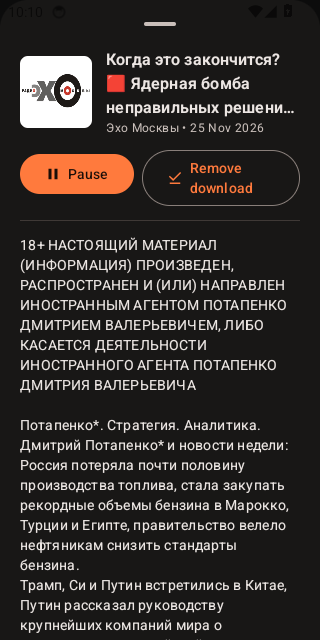 10:10
Когда это закончится?
🟥 Ядерная бомба
неправильных решени…
Эхо Москвы • 25 Nov 2026
Pause
Remove
download
18+ НАСТОЯЩИЙ МАТЕРИАЛ
(ИНФОРМАЦИЯ) ПРОИЗВЕДЕН,
РАСПРОСТРАНЕН И (ИЛИ) НАПРАВЛЕН
ИНОСТРАННЫМ АГЕНТОМ ПОТАПЕНКО
ДМИТРИЕМ ВАЛЕРЬЕВИЧЕМ, ЛИБО
КАСАЕТСЯ ДЕЯТЕЛЬНОСТИ
ИНОСТРАННОГО АГЕНТА ПОТАПЕНКО
ДМИТРИЯ ВАЛЕРЬЕВИЧА
Потапенко*. Стратегия. Аналитика.
Дмитрий Потапенко* и новости недели:
Россия потеряла почти половину
производства топлива, стала закупать
рекордные объемы бензина в Марокко,
Турции и Египте, правительство велело
нефтяникам снизить стандарты
бензина.
Трамп, Си и Путин встретились в Китае,
Путин рассказал руководству
крупнейших компаний мира о